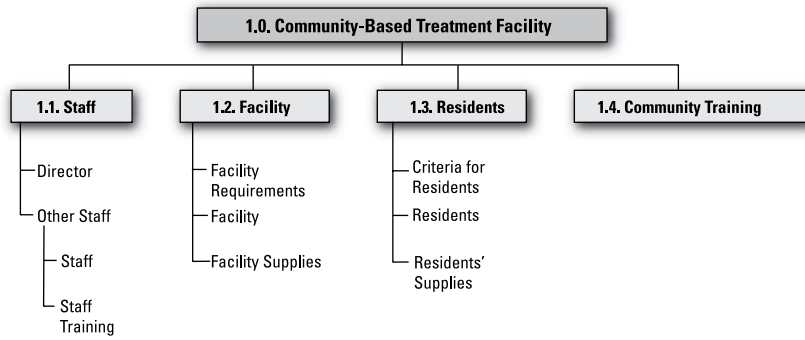 1.0. Community-Based Treatment Facility
1.1. Staff
1.2. Facility
1.3. Residents
1.4. Community Training
Director
Other Staff
Staff
Staff
Training
Facility
Requirements
Facility
Facility Supplies
Criteria for
Residents
Residents
Residents'
Supplies